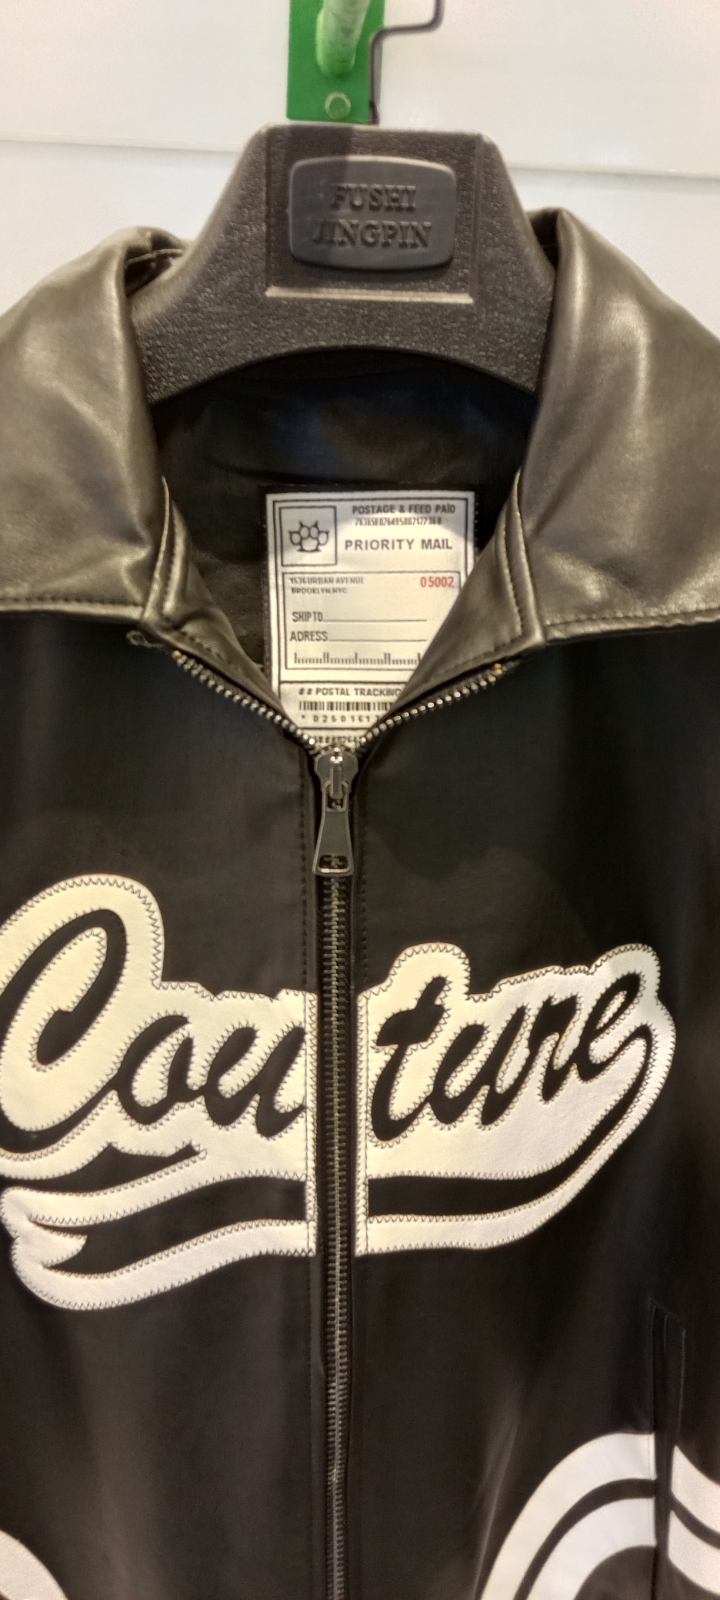 FUSHI
JINGPIN
POSTAGE & FEED PAID
PRIORITY MAIL
1536 URBAN AVENUE
05002
BROOKLYN.NYC
SHIP TO
ADRESS
## POSTAL TRACKING
* 0250161
Couture